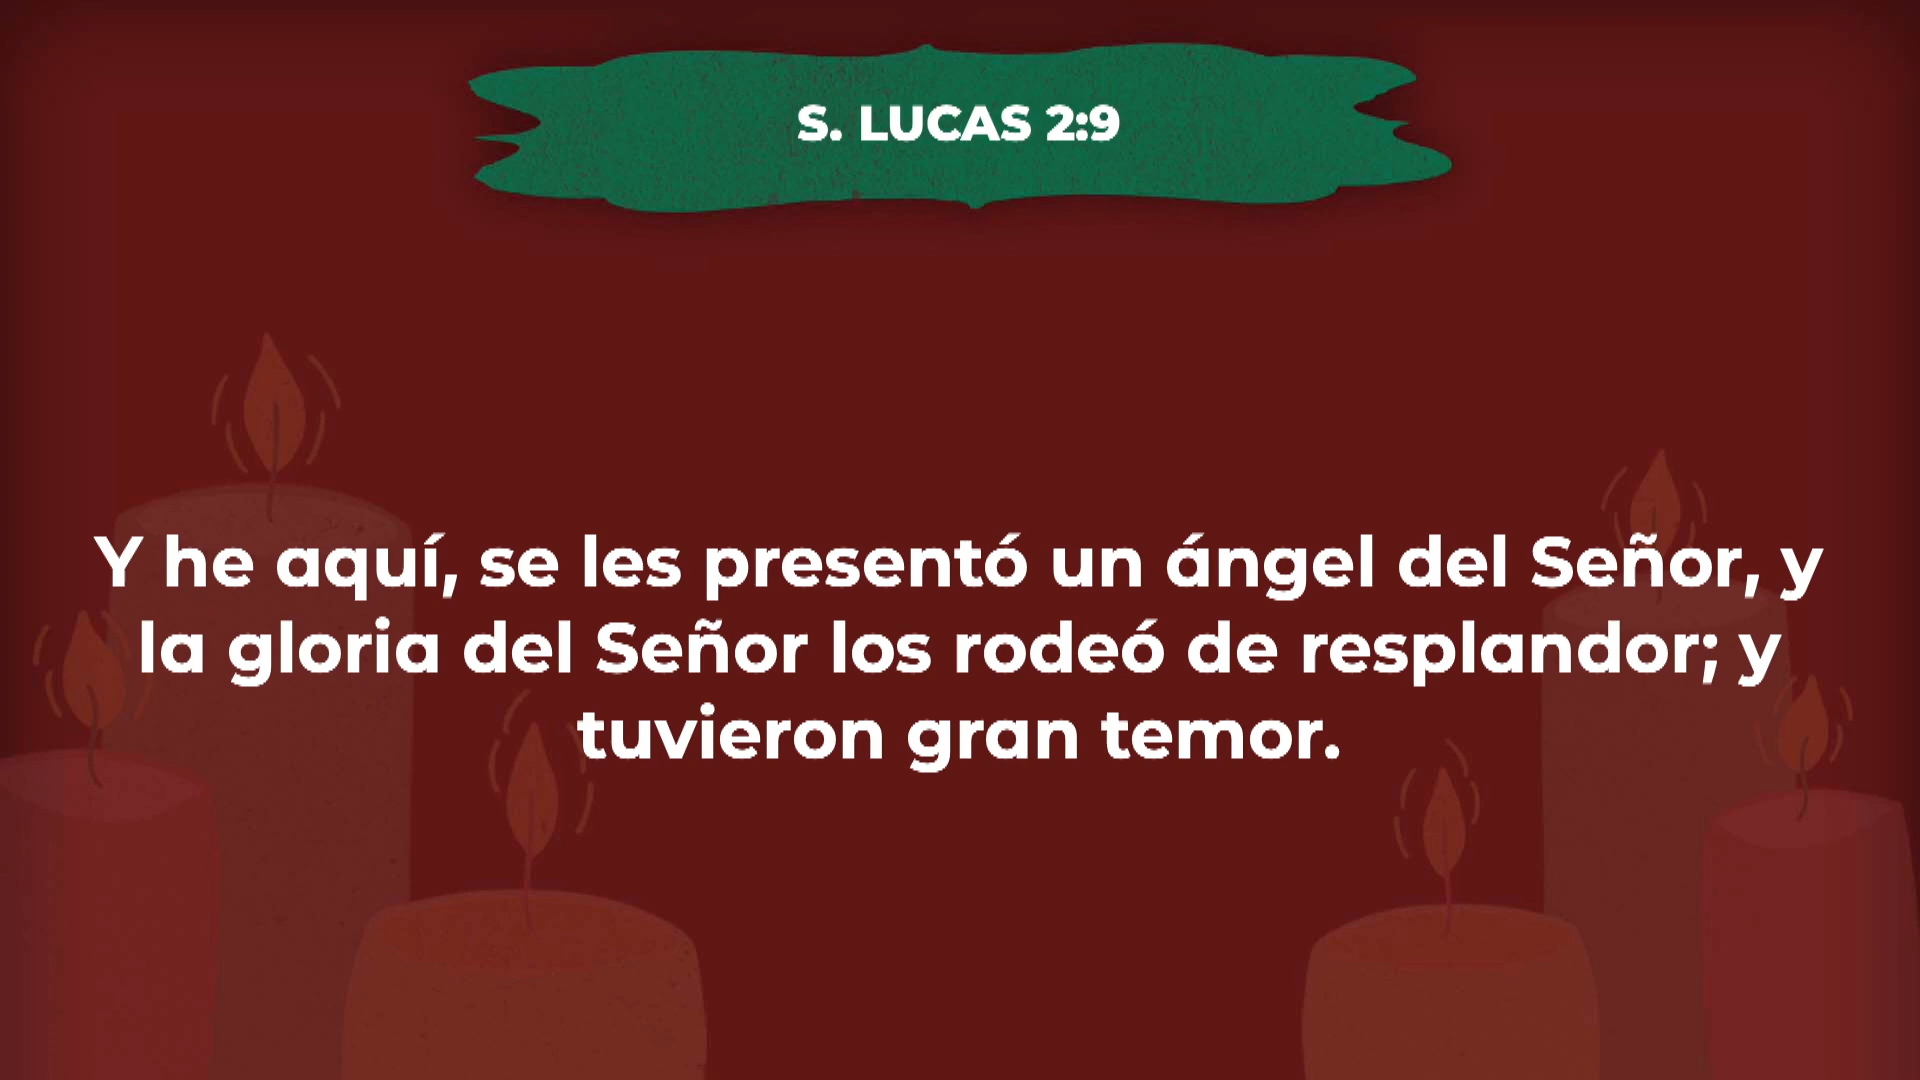 S. LUCAS 2:9
Y he aquí, se les presentó un ángel del Señor, y
la gloria del Señor los rodeó de resplandor; y
tuvieron gran temor.